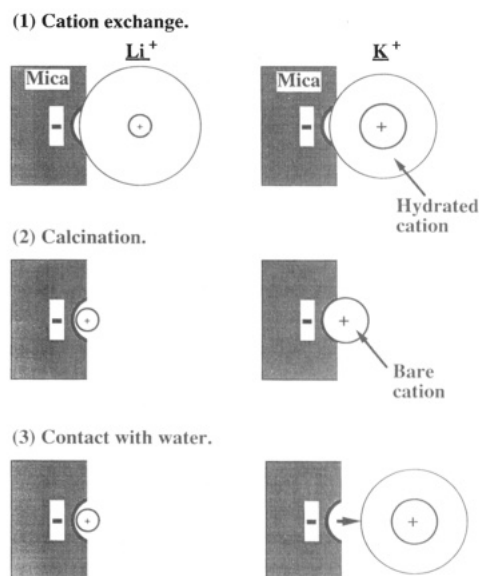 (1) Cation exchange.
Li+ K+
Mica Mica
- + - +
Hydrated
cation
(2) Calcination.
- + - +
Bare
cation
(3) Contact with water.
- + - +